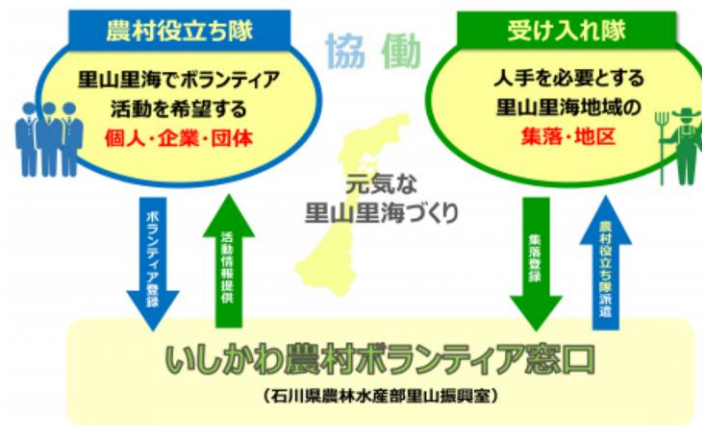 農村役立ち隊
里山里海でボランティア
活動を希望する
個人・企業・団体
協働
受け入れ隊
人手を必要とする
里山里海地域の
集落・地区
元気な
里山里海づくり
ボランティア登録
活動情報提供
集落登録
農村役立ち隊派遣
いしかわ農村ボランティア窓口
（石川県農林水産部里山振興室）